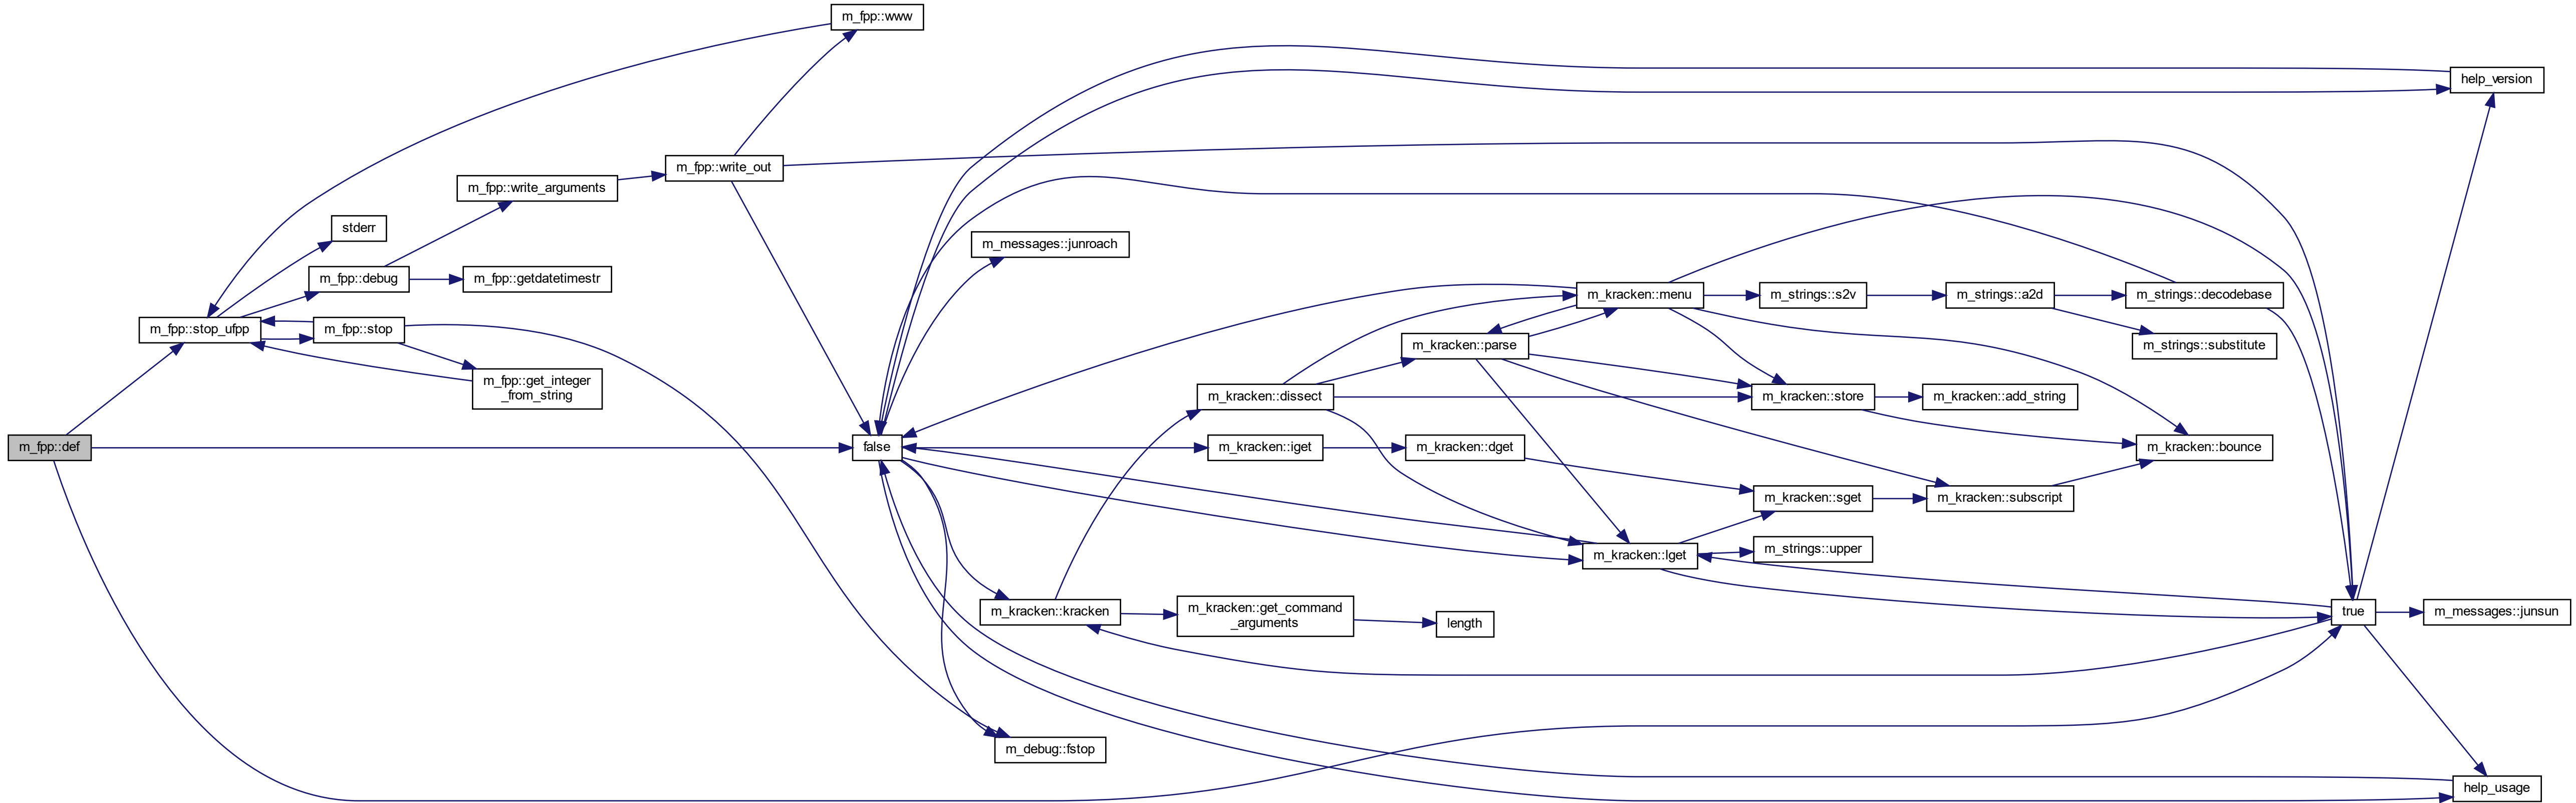 m_fpp::www
help_version
m_fpp::write_out
m_fpp::write_arguments
stderr
m_messages::junroach
m_fpp::debug
m_fpp::getdatetimestr
m_kracken::menu
m_strings::s2v
m_strings::a2d
m_strings::decodebase
m_fpp::stop_ufpp
m_fpp::stop
m_kracken::parse
m_strings::substitute
m_fpp::get_integer
_from_string
m_kracken::dissect
m_kracken::store
m_kracken::add_string
m_fpp::def
false
m_kracken::iget
m_kracken::dget
m_kracken::bounce
m_kracken::sget
m_kracken::subscript
m_kracken::lget
m_strings::upper
m_kracken::kracken
m_kracken::get_command
_arguments
length
true
m_messages::junsun
m_debug::fstop
help_usage